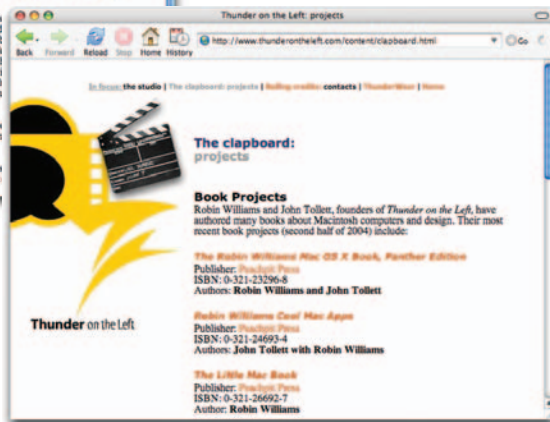 Thunder on the Left: projects
Back Forward Reload Stop Home History http://www.thunderontheleft.com/content/clapboard.html Go
In focus: the studio | The clapboard: projects | Rolling credits: contacts | ThunderWear | Home
The clapboard:
projects
Book Projects
Robin Williams and John Tollett, founders of Thunder on the Left, have
authored many books about Macintosh computers and design. Their most
recent book projects (second half of 2004) include:
The Robin Williams Mac OS X Book, Panther Edition
Publisher: Peachpit Press
ISBN: 0-321-23296-8
Authors: Robin Williams and John Tollett
Robin Williams Cool Mac Apps
Publisher: Peachpit Press
ISBN: 0-321-24693-4
Authors: John Tollett with Robin Williams
The Little Mac Book
Publisher: Peachpit Press
ISBN: 0-321-26692-7
Author: Robin Williams
Thunder on the Left